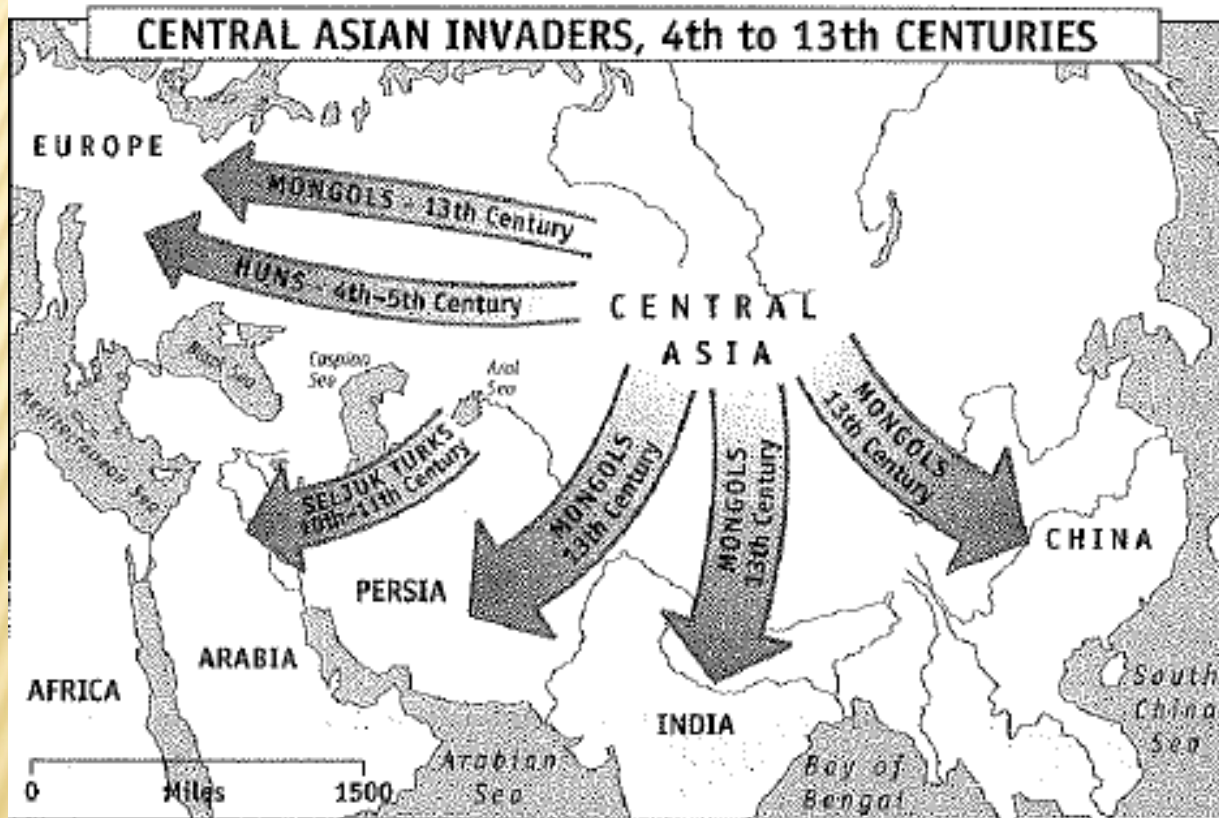 CENTRAL ASIAN INVADERS, 4th to 13th CENTURIES
EUROPE
MONGOLS - 13th Century
HUNS - 4th-5th Century
CENTRAL
ASIA
Black Sea
Caspian
Sea
Aral
Sea
Mediterranean Sea
SELJUK TURKS
10th-11th Century
MONGOLS
13th Century
MONGOLS
13th Century
MONGOLS
13th Century
CHINA
PERSIA
ARABIA
AFRICA
INDIA
South
China
Sea
Arabian
Sea
Bay of
Bengal
0 Miles 1500